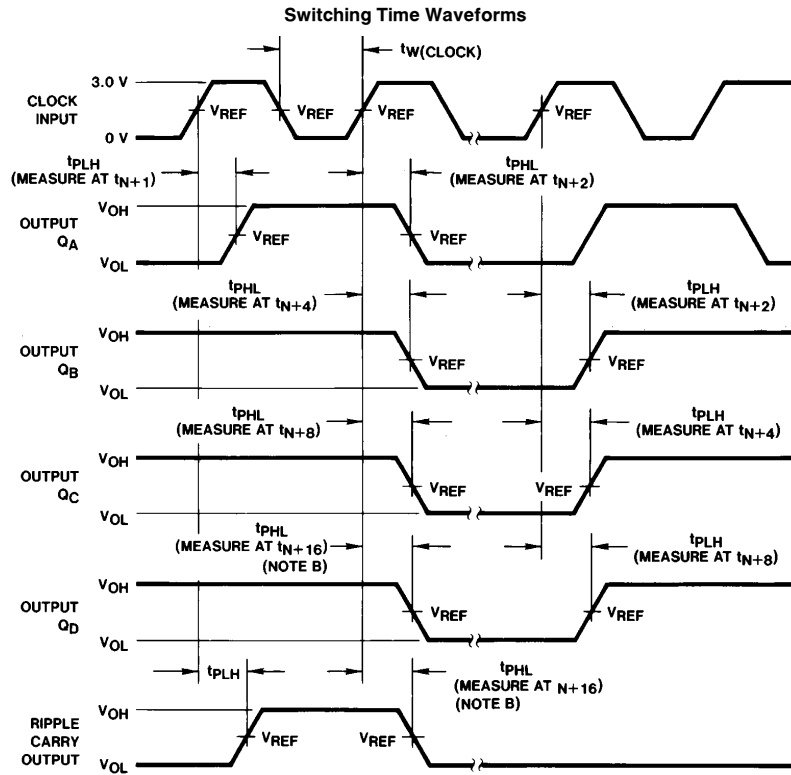 Switching Time Waveforms
tW(CLOCK)
3.0 V
CLOCK
INPUT
VREF
VREF
VREF
VREF
0 V
tPLH
(MEASURE AT tN+1)
tPHL
(MEASURE AT tN+2)
VOH
OUTPUT
QA
VREF
VREF
VOL
tPHL
(MEASURE AT tN+4)
tPLH
(MEASURE AT tN+2)
VOH
OUTPUT
QB
VREF
VREF
VOL
tPHL
(MEASURE AT tN+8)
tPLH
(MEASURE AT tN+4)
VOH
OUTPUT
QC
VREF
VREF
VOL
tPHL
(MEASURE AT tN+16)
(NOTE B)
tPLH
(MEASURE AT tN+8)
VOH
OUTPUT
QD
VREF
VREF
VOL
tPLH
tPHL
(MEASURE AT N+16)
(NOTE B)
VOH
RIPPLE
CARRY
OUTPUT
VREF
VREF
VOL